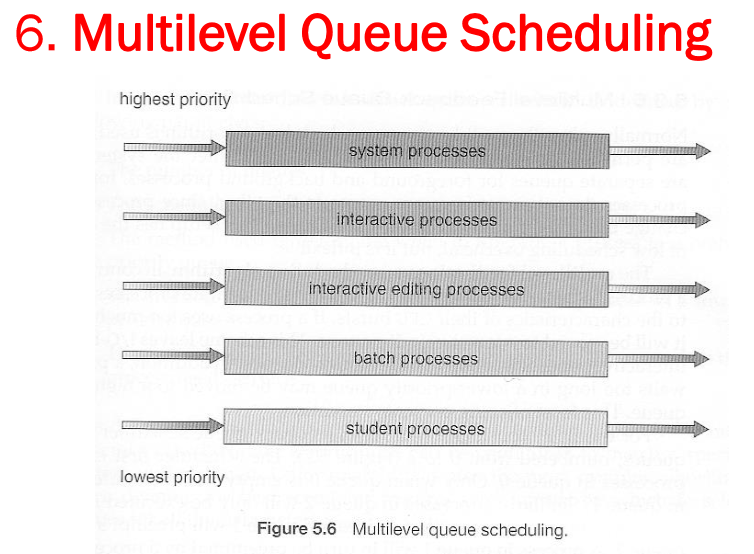 6. Multilevel Queue Scheduling
highest priority
system processes
interactive processes
interactive editing processes
batch processes
student processes
lowest priority
Figure 5.6 Multilevel queue scheduling.